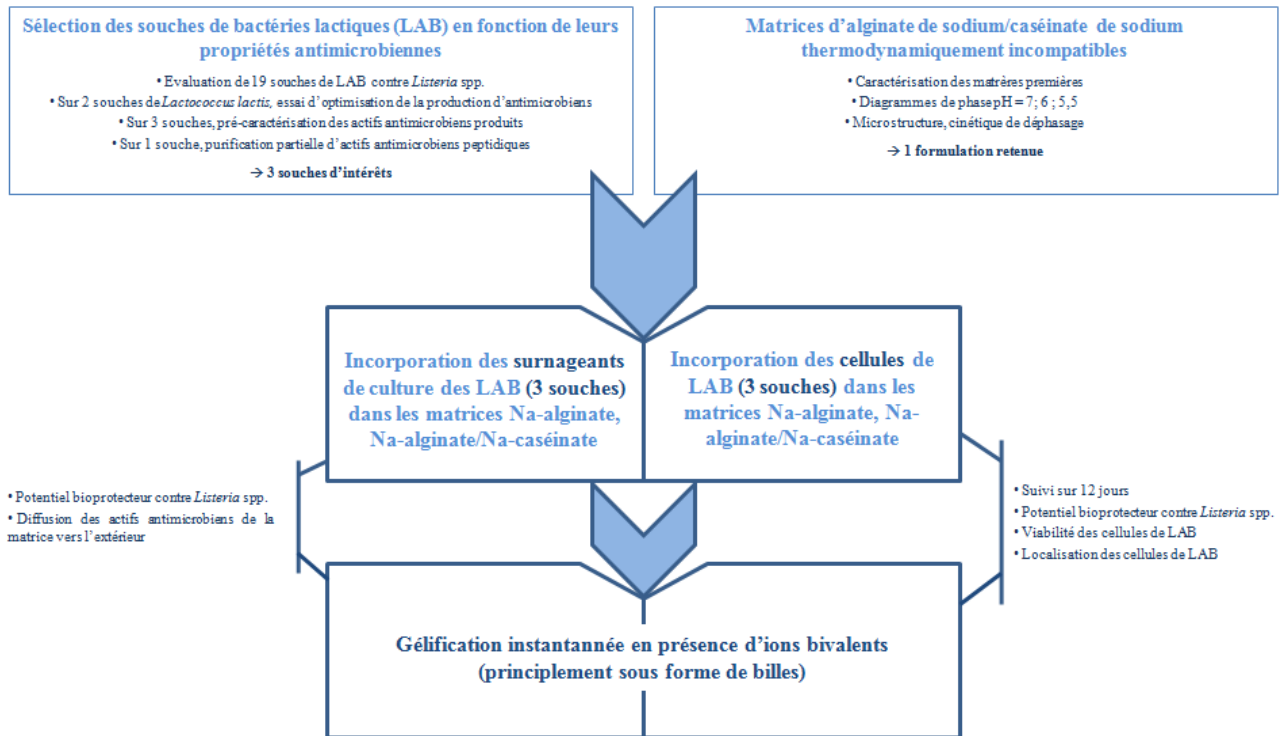 Sélection des souches de bactéries lactiques (LAB) en fonction de leurs
propriétés antimicrobiennes
• Evaluation de 19 souches de LAB contre Listeria spp.
• Sur 2 souches de Lactococcus lactis, essai d'optimisation de la production d'antimicrobiens
• Sur 3 souches, pré-caractérisation des actifs antimicrobiens produits
• Sur 1 souche, purification partielle d'actifs antimicrobiens peptidiques
→ 3 souches d'intérêts
Matrices d'alginate de sodium/caséinate de sodium
thermodynamiquement incompatibles
• Caractérisation des matrères premières
• Diagrammes de phase pH = 7; 6 ; 5,5
• Microstructure, cinétique de déphasage
→ 1 formulation retenue
Incorporation des surnageants
de culture des LAB (3 souches)
dans les matrices Na-alginate,
Na-alginate/Na-caséinate
Incorporation des cellules de
LAB (3 souches) dans les
matrices Na-alginate, Na-
alginate/Na-caséinate
• Potentiel bioprotecteur contre Listeria spp.
• Diffusion des actifs antimicrobiens de la
matrice vers l'extérieur
• Suivi sur 12 jours
• Potentiel bioprotecteur contre Listeria spp.
• Viabilité des cellules de LAB
• Localisation des cellules de LAB
Gélification instantannée en présence d'ions bivalents
(principlement sous forme de billes)